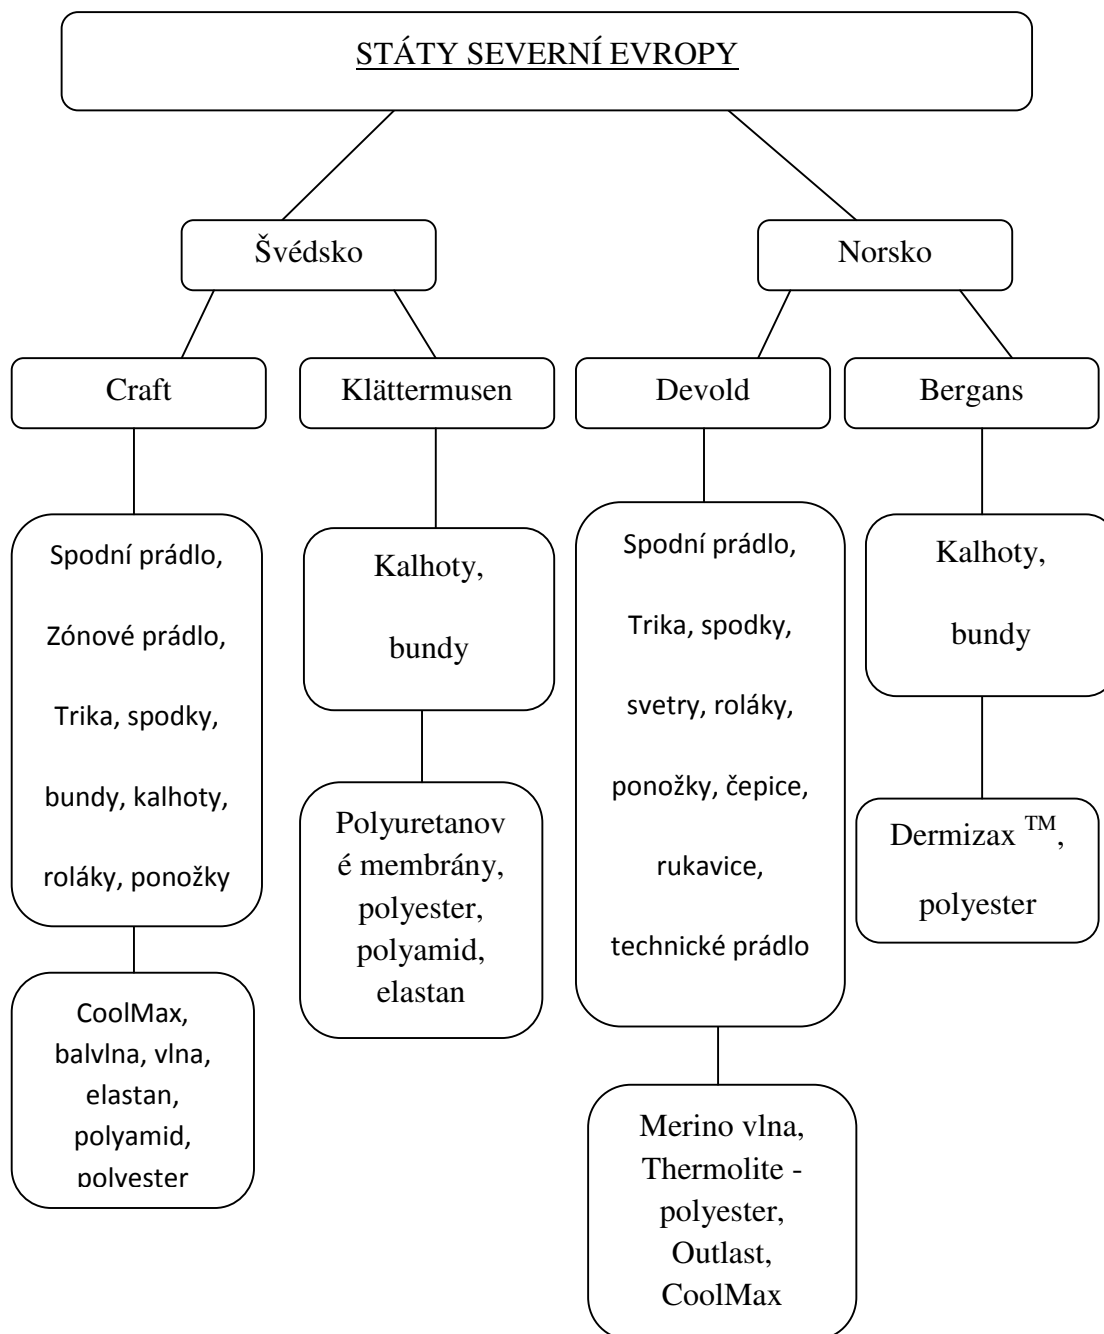 STÁTY SEVERNÍ EVROPY
Švédsko
Norsko
Craft
Klättermusen
Devold
Bergans
Spodní prádlo,
Zónové prádlo,
Trika, spodky,
bundy, kalhoty,
roláky, ponožky
Kalhoty,
bundy
Spodní prádlo,
Trika, spodky,
svetry, roláky,
ponožky, čepice,
rukavice,
technické prádlo
Kalhoty,
bundy
CoolMax,
balvlna, vlna,
elastan,
polyamid,
polyester
Polyuretanov
é membrány,
polyester,
polyamid,
elastan
Merino vlna,
Thermolite -
polyester,
Outlast,
CoolMax
Dermizax TM,
polyester